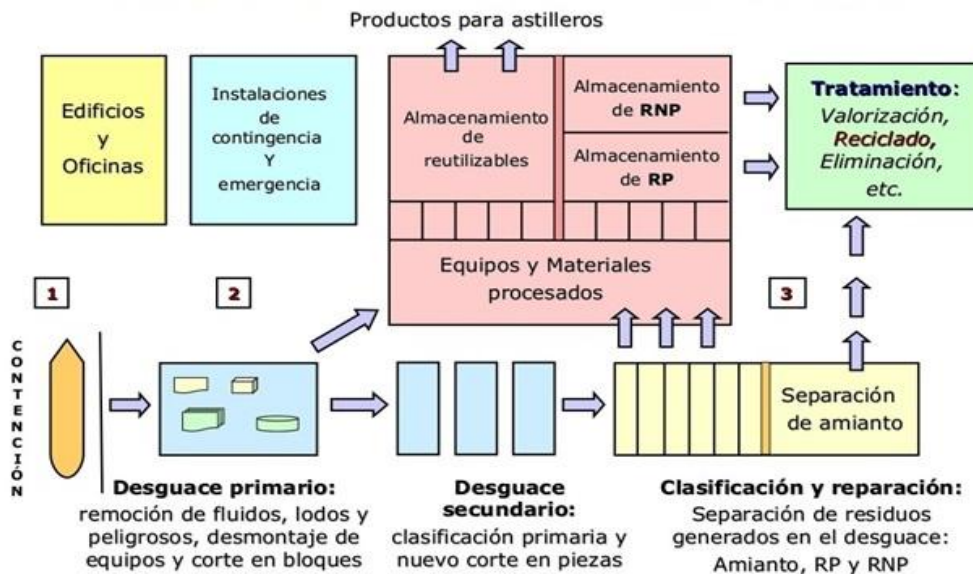 Productos para astilleros
Edificios
y
Oficinas
Instalaciones
de
contingencia
Y
emergencia
Almacenamiento
de
reutilizables
Almacenamiento
de RNP
Almacenamiento
de RP
Tratamiento:
Valorización,
Reciclado,
Eliminación,
etc.
Equipos y Materiales
procesados
1
2
3
CONTENCIÓN
Separación
de amianto
Desguace primario:
remoción de fluidos, lodos y
peligrosos, desmontaje de
equipos y corte en bloques
Desguace
secundario:
clasificación primaria y
nuevo corte en piezas
Clasificación y reparación:
Separación de residuos
generados en el desguace:
Amianto, RP y RNP